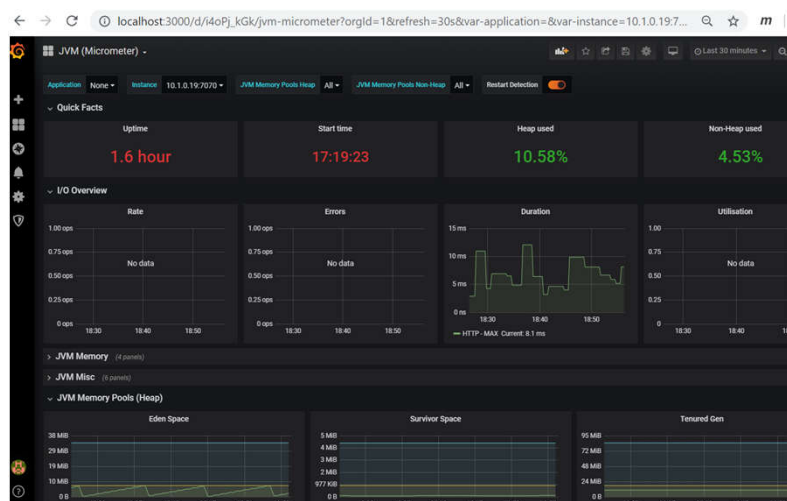 localhost:3000/d/i4oPj_kGk/jvm-micrometer?orgId=1&refresh=30s&var-application=&var-instance=10.1.0.19:7...
JVM (Micrometer)
Last 30 minutes
Application None Instance 10.1.0.19:7070 JVM Memory Pools Heap All JVM Memory Pools Non-Heap All Restart Detection
Quick Facts
Uptime Start time Heap used Non-Heap used
1.6 hour 17:19:23 10.58% 4.53%
I/O Overview
Rate
1.00 ops
0.75 ops
No data
0.50 ops
0.25 ops
0 ops
18:30 18:40 18:50
Errors
1.00 ops
0.75 ops
No data
0.50 ops
0.25 ops
0 ops
18:30 18:40 18:50
Duration
15 ms
10 ms
5 ms
0 ms
18:30 18:40 18:50
HTTP - MAX Current: 8.1 ms
Utilisation
1.00
0.75
No data
0.50
0.25
0
18:30 18:40
JVM Memory (4 panels)
JVM Misc (6 panels)
JVM Memory Pools (Heap)
Eden Space
38 MiB
29 MiB
19 MiB
10 MiB
0 B
Survivor Space
5 MiB
4 MiB
3 MiB
2 MiB
977 KiB
0 B
Tenured Gen
95 MiB
72 MiB
48 MiB
24 MiB
0 B